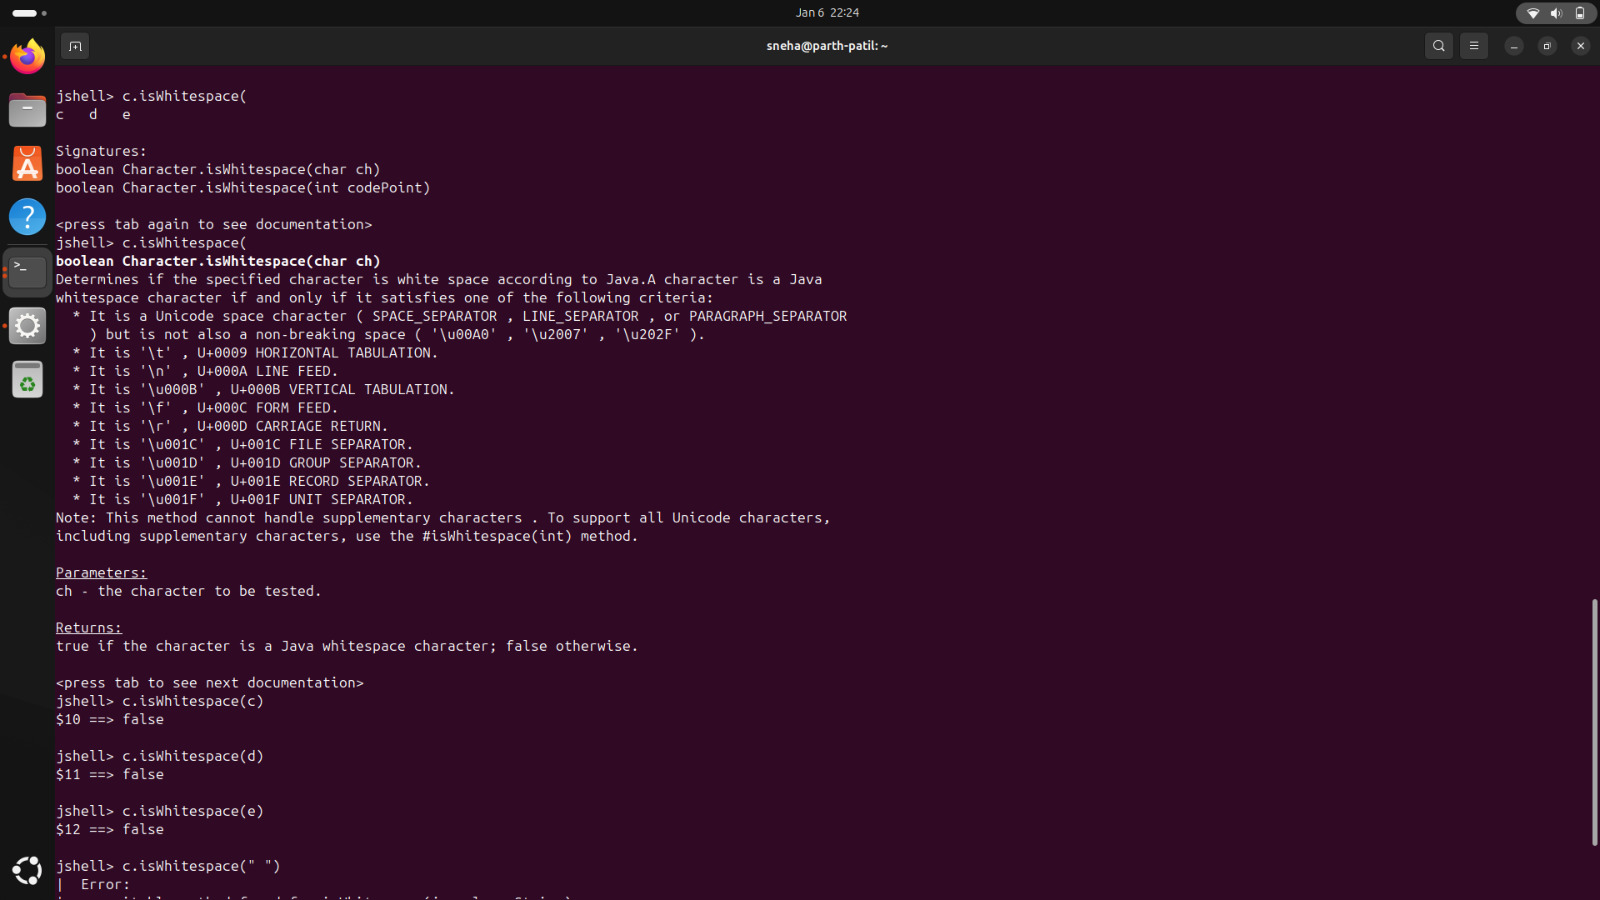 Jan 6 22:24
sneha@parth-patil: ~
jshell> c.isWhitespace(
c   d   e
Signatures:
boolean Character.isWhitespace(char ch)
boolean Character.isWhitespace(int codePoint)
<press tab again to see documentation>
jshell> c.isWhitespace(
boolean Character.isWhitespace(char ch)
Determines if the specified character is white space according to Java.A character is a Java
whitespace character if and only if it satisfies one of the following criteria:
  * It is a Unicode space character ( SPACE_SEPARATOR , LINE_SEPARATOR , or PARAGRAPH_SEPARATOR
    ) but is not also a non-breaking space ( '\u00A0' , '\u2007' , '\u202F' ).
  * It is '\t' , U+0009 HORIZONTAL TABULATION.
  * It is '\n' , U+000A LINE FEED.
  * It is '\u000B' , U+000B VERTICAL TABULATION.
  * It is '\f' , U+000C FORM FEED.
  * It is '\r' , U+000D CARRIAGE RETURN.
  * It is '\u001C' , U+001C FILE SEPARATOR.
  * It is '\u001D' , U+001D GROUP SEPARATOR.
  * It is '\u001E' , U+001E RECORD SEPARATOR.
  * It is '\u001F' , U+001F UNIT SEPARATOR.
Note: This method cannot handle supplementary characters . To support all Unicode characters,
including supplementary characters, use the #isWhitespace(int) method.
Parameters:
ch - the character to be tested.
Returns:
true if the character is a Java whitespace character; false otherwise.
<press tab to see next documentation>
jshell> c.isWhitespace(c)
$10 ==> false
jshell> c.isWhitespace(d)
$11 ==> false
jshell> c.isWhitespace(e)
$12 ==> false
jshell> c.isWhitespace(" ")
|  Error: